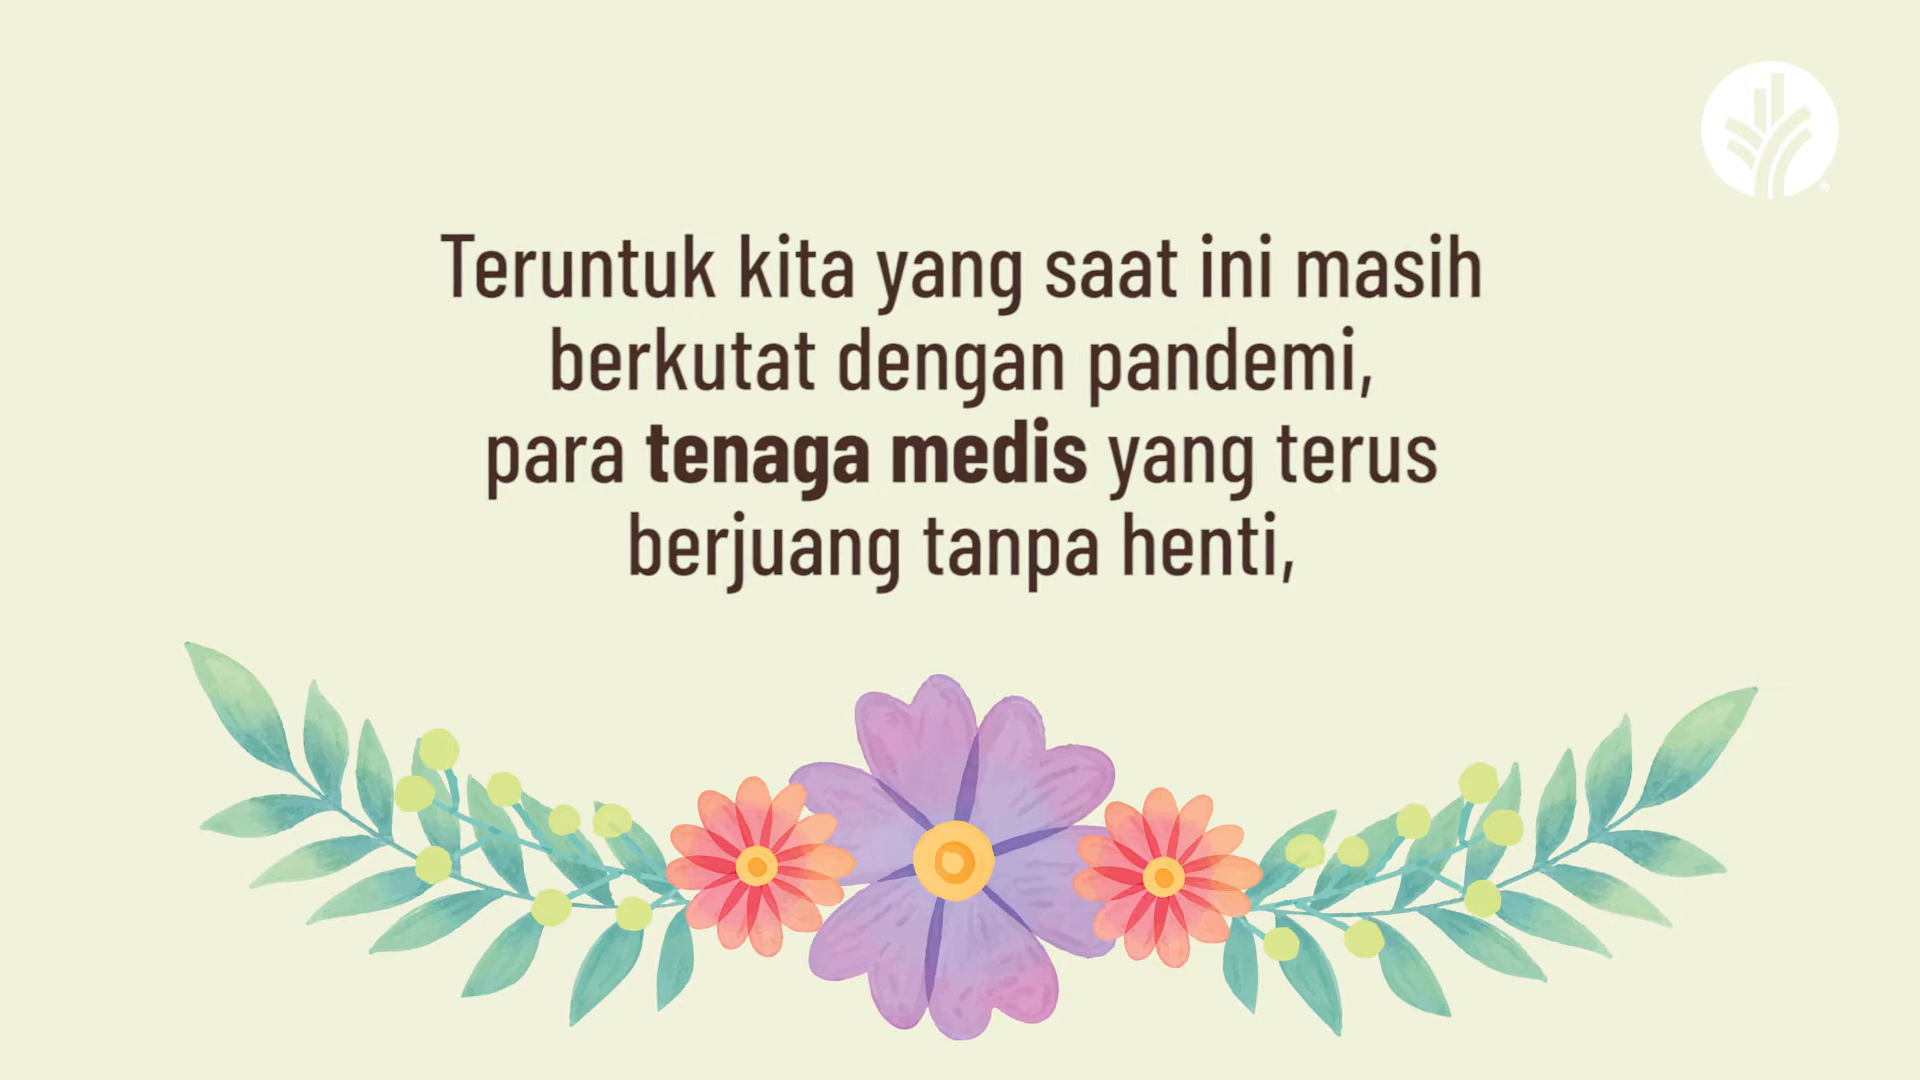 Teruntuk kita yang saat ini masih
berkutat dengan pandemi,
para tenaga medis yang terus
berjuang tanpa henti,